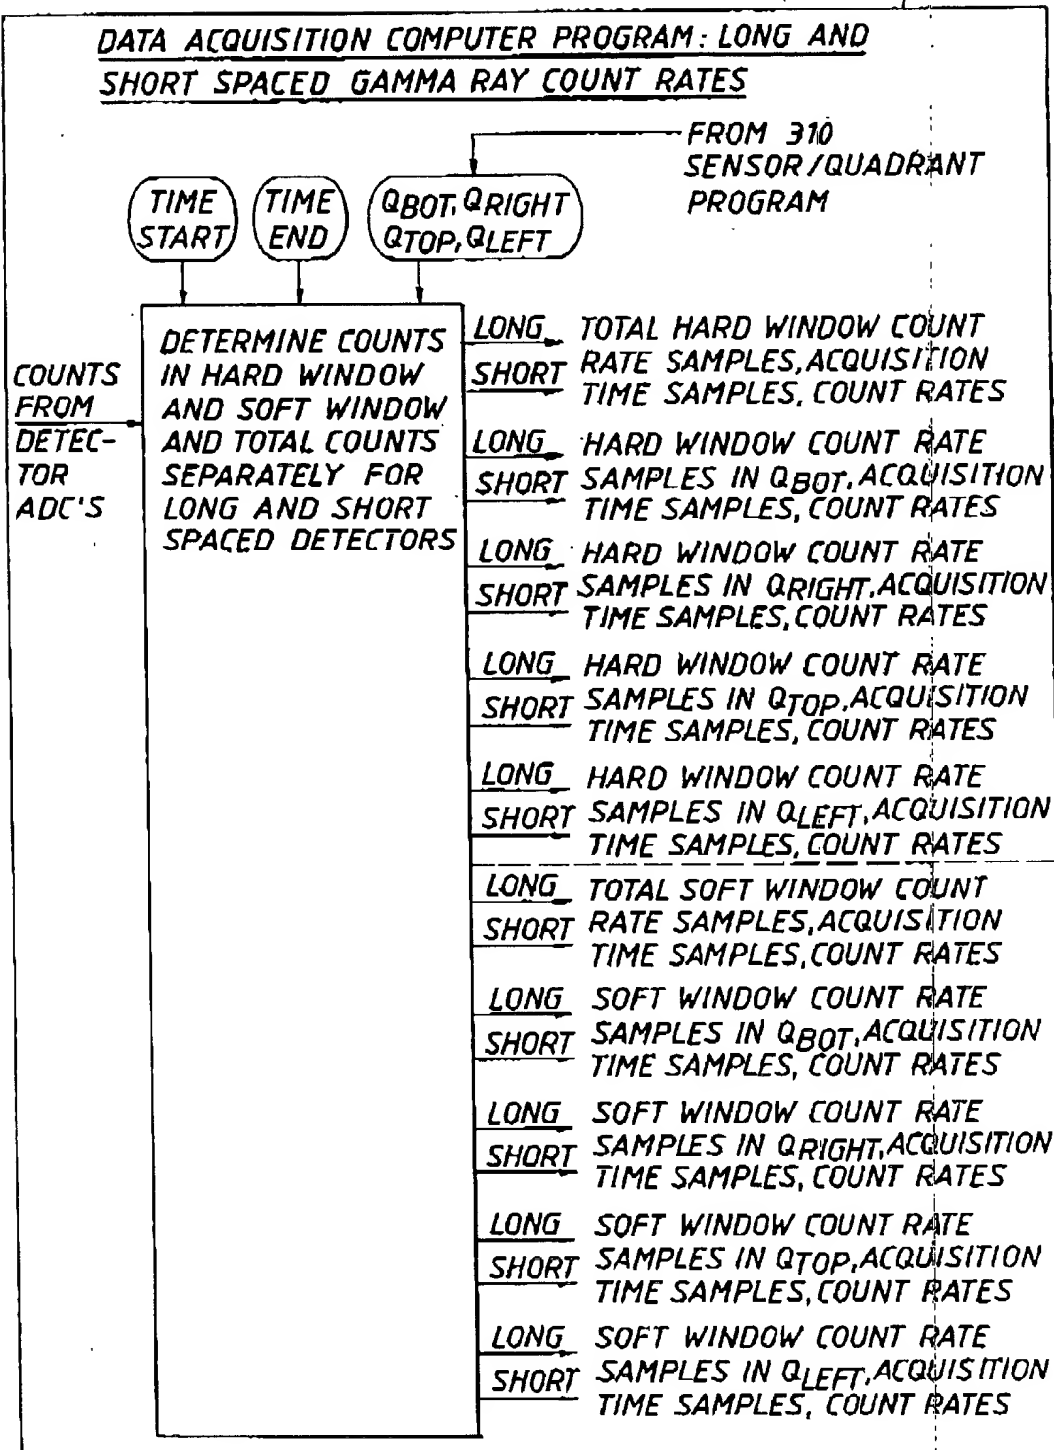 DATA ACQUISITION COMPUTER PROGRAM: LONG AND
SHORT SPACED GAMMA RAY COUNT RATES
FROM 310
SENSOR/QUADRANT
PROGRAM
TIME
START
TIME
END
QBOT, QRIGHT
QTOP, QLEFT
COUNTS
FROM
DETEC-
TOR
ADC'S
DETERMINE COUNTS
IN HARD WINDOW
AND SOFT WINDOW
AND TOTAL COUNTS
SEPARATELY FOR
LONG AND SHORT
SPACED DETECTORS
LONG TOTAL HARD WINDOW COUNT
SHORT RATE SAMPLES, ACQUISITION
TIME SAMPLES, COUNT RATES
LONG HARD WINDOW COUNT RATE
SHORT SAMPLES IN QBOT, ACQUISITION
TIME SAMPLES, COUNT RATES
LONG HARD WINDOW COUNT RATE
SHORT SAMPLES IN QRIGHT, ACQUISITION
TIME SAMPLES, COUNT RATES
LONG HARD WINDOW COUNT RATE
SHORT SAMPLES IN QTOP, ACQUISITION
TIME SAMPLES, COUNT RATES
LONG HARD WINDOW COUNT RATE
SHORT SAMPLES IN QLEFT, ACQUISITION
TIME SAMPLES, COUNT RATES
LONG TOTAL SOFT WINDOW COUNT
SHORT RATE SAMPLES, ACQUISITION
TIME SAMPLES, COUNT RATES
LONG SOFT WINDOW COUNT RATE
SHORT SAMPLES IN QBOT, ACQUISITION
TIME SAMPLES, COUNT RATES
LONG SOFT WINDOW COUNT RATE
SHORT SAMPLES IN QRIGHT, ACQUISITION
TIME SAMPLES, COUNT RATES
LONG SOFT WINDOW COUNT RATE
SHORT SAMPLES IN QTOP, ACQUISITION
TIME SAMPLES, COUNT RATES
LONG SOFT WINDOW COUNT RATE
SHORT SAMPLES IN QLEFT, ACQUISITION
TIME SAMPLES, COUNT RATES